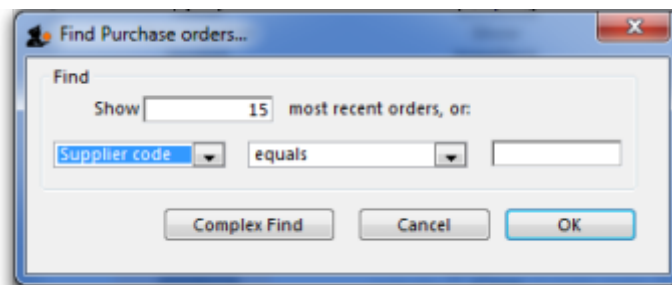 Find Purchase orders...
Find
Show 15 most recent orders, or:
Supplier code equals
Complex Find Cancel OK